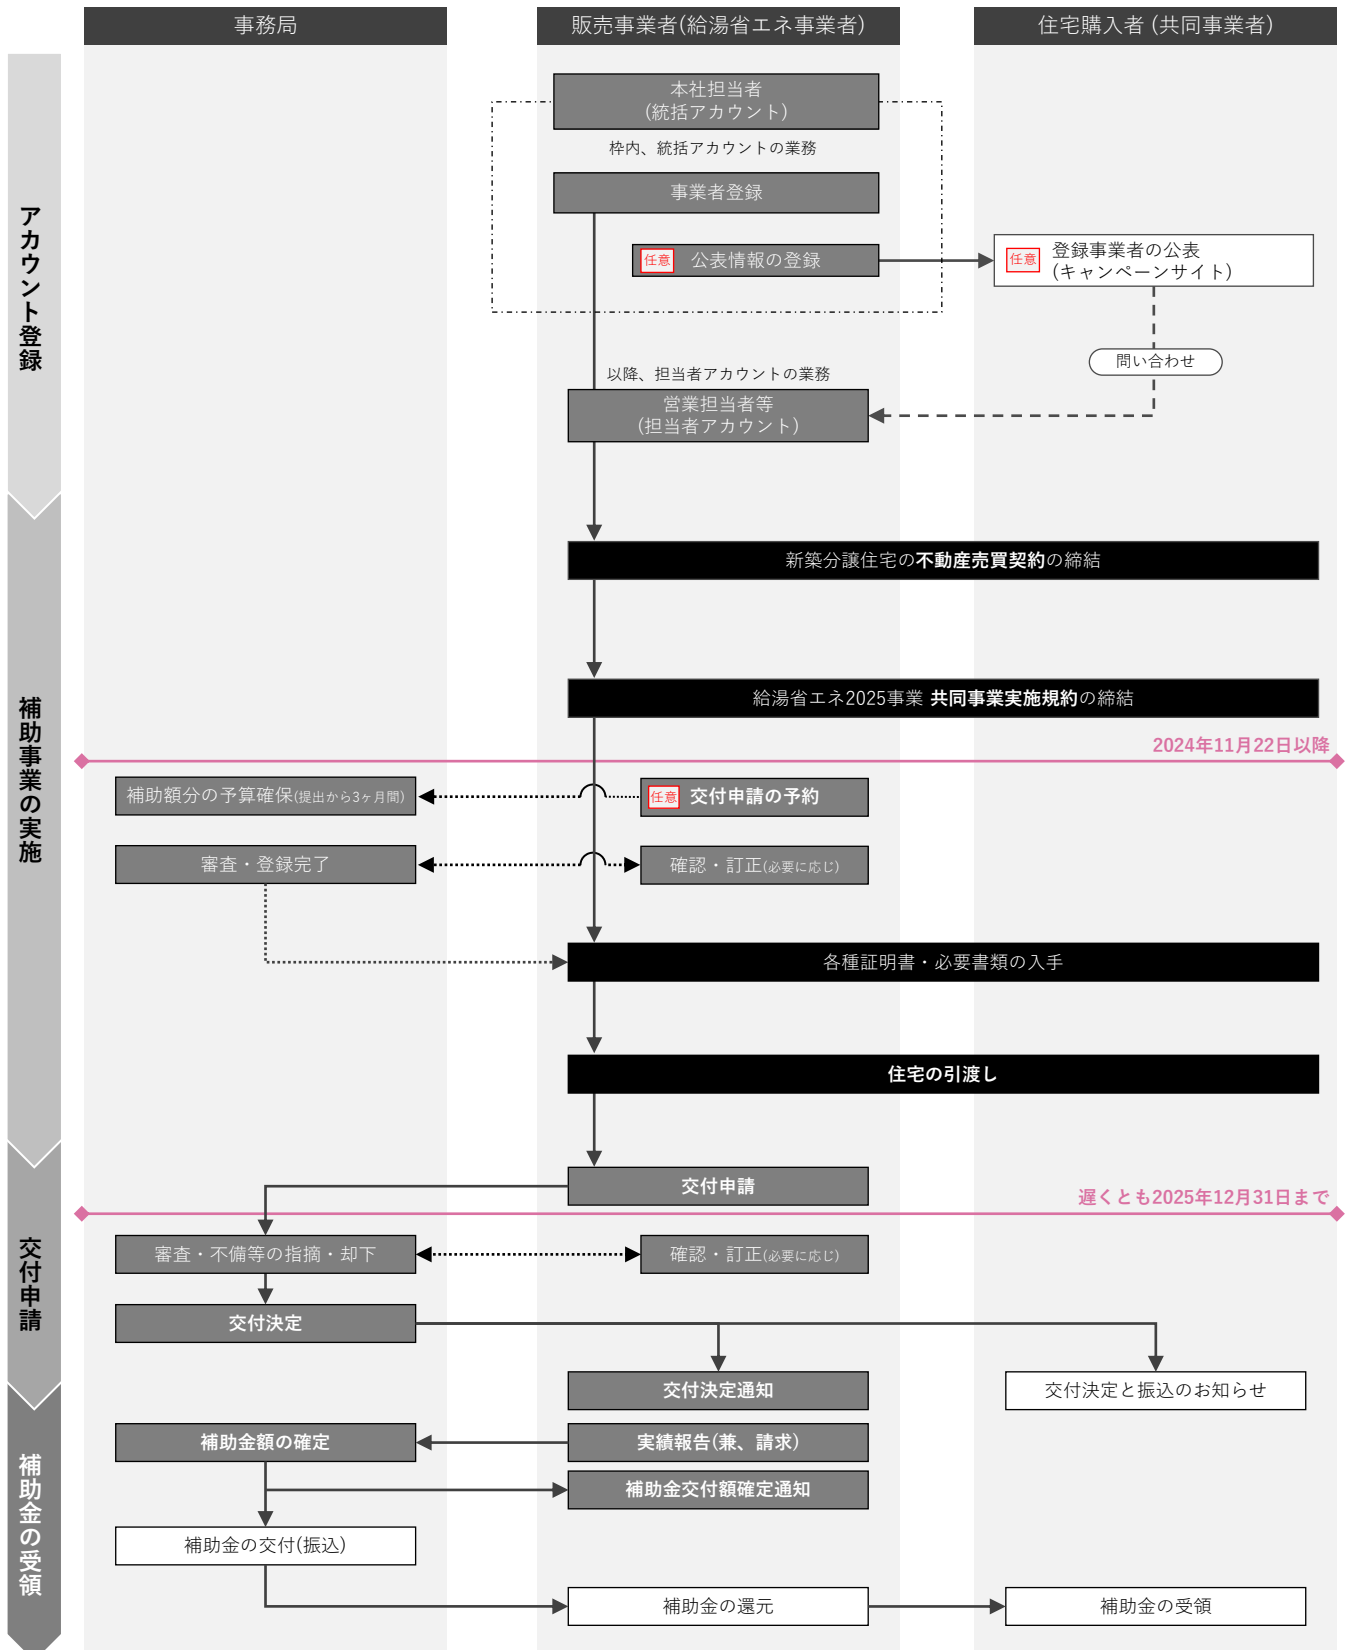 事務局
販売事業者(給湯省エネ事業者)
住宅購入者 (共同事業者)
アカウント登録
本社担当者
(統括アカウント)
枠内、統括アカウントの業務
事業者登録
任意 公表情報の登録
任意 登録事業者の公表
(キャンペーンサイト)
問い合わせ
以降、担当者アカウントの業務
営業担当者等
(担当者アカウント)
補助事業の実施
新築分譲住宅の不動産売買契約の締結
給湯省エネ2025事業 共同事業実施規約の締結
2024年11月22日以降
補助額分の予算確保(提出から3ヶ月間)
任意 交付申請の予約
審査・登録完了
確認・訂正(必要に応じ)
各種証明書・必要書類の入手
住宅の引渡し
交付申請
交付申請
遅くとも2025年12月31日まで
審査・不備等の指摘・却下
確認・訂正(必要に応じ)
交付決定
交付決定通知
交付決定と振込のお知らせ
補助金の受領
補助金額の確定
実績報告(兼、請求)
補助金交付額確定通知
補助金の交付(振込)
補助金の還元
補助金の受領